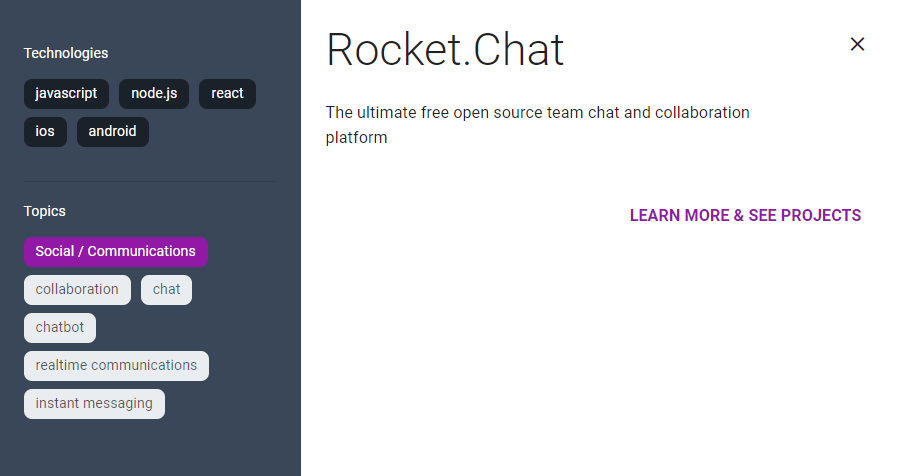 Technologies
javascript node.js react
ios android
Topics
Social / Communications
collaboration chat
chatbot
realtime communications
instant messaging
Rocket.Chat
The ultimate free open source team chat and collaboration
platform
LEARN MORE & SEE PROJECTS